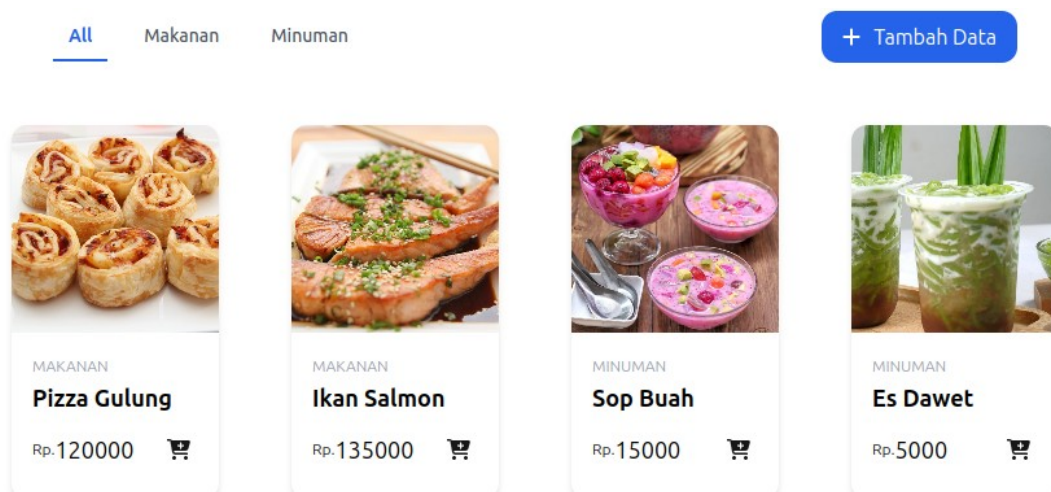 All Makanan Minuman + Tambah Data
MAKANAN
Pizza Gulung
Rp.120000
MAKANAN
Ikan Salmon
Rp.135000
MINUMAN
Sop Buah
Rp.15000
MINUMAN
Es Dawet
Rp.5000